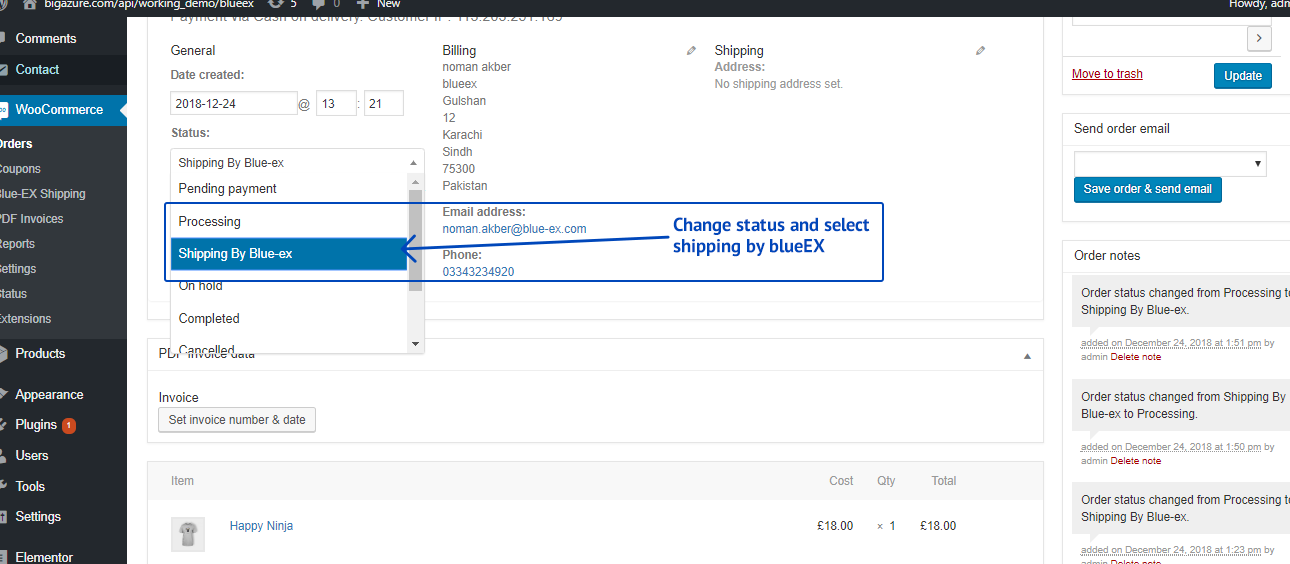 bigazure.com/api/working_demo/blueex 5 0 New Howdy, adm
Payment via Cash on delivery. Customer IP:
Comments
Contact
WooCommerce
Orders
Coupons
Blue-EX Shipping
PDF Invoices
Reports
Settings
Status
Extensions
Products
Appearance
Plugins 1
Users
Tools
Settings
Elementor
General
Date created:
2018-12-24 @ 13 : 21
Status:
Shipping By Blue-ex
Pending payment
Processing
Shipping By Blue-ex
On hold
Completed
Cancelled
Billing
noman akber
blueex
Gulshan
12
Karachi
Sindh
75300
Pakistan
Email address:
noman.akber@blue-ex.com
Phone:
03343234920
Shipping
Address:
No shipping address set.
Change status and select
shipping by blueEX
PDF Invoice data
Invoice
Set invoice number & date
Item Cost Qty Total
Happy Ninja £18.00 × 1 £18.00
Move to trash Update
Send order email
Save order & send email
Order notes
Order status changed from Processing to
Shipping By Blue-ex.
added on December 24, 2018 at 1:51 pm by
admin Delete note
Order status changed from Shipping By
Blue-ex to Processing.
added on December 24, 2018 at 1:50 pm by
admin Delete note
Order status changed from Processing to
Shipping By Blue-ex.
added on December 24, 2018 at 1:23 pm by
admin Delete note